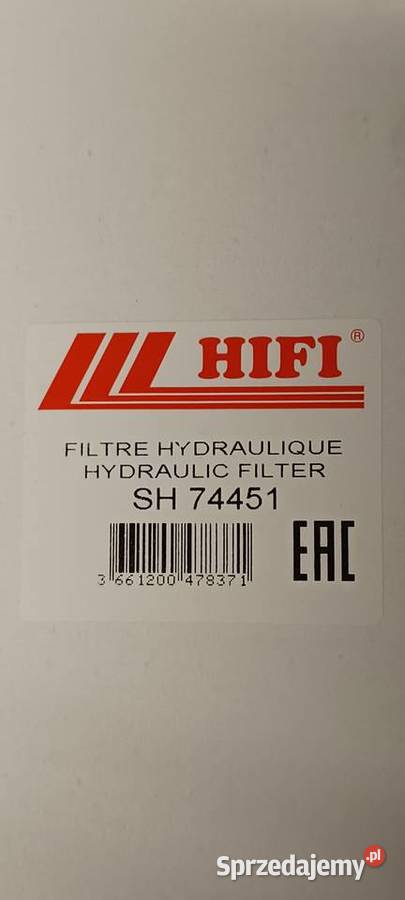 HIFI®
FILTRE HYDRAULIQUE
HYDRAULIC FILTER
SH 74451
3 661200 478371
EAC
Sprzedajemy.pl